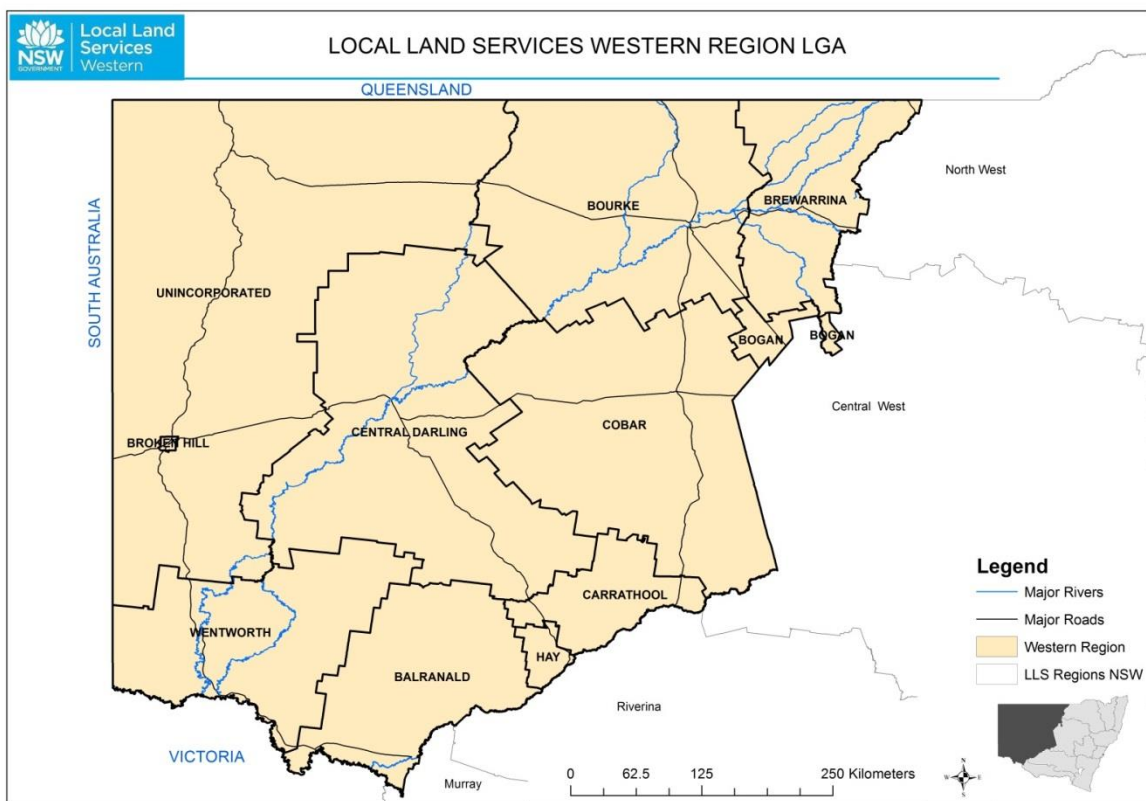 NSW
GOVERNMENT
Local Land
Services
Western
LOCAL LAND SERVICES WESTERN REGION LGA
QUEENSLAND
SOUTH AUSTRALIA
North West
BOURKE
BREWARRINA
UNINCORPORATED
BOGAN
BOGAN
Central West
BROKEN HILL
CENTRAL DARLING
COBAR
CARRATHOOL
WENTWORTH
HAY
BALRANALD
Riverina
VICTORIA
Murray
Legend
Major Rivers
Major Roads
Western Region
LLS Regions NSW
0 62.5 125 250 Kilometers
N
W E
S